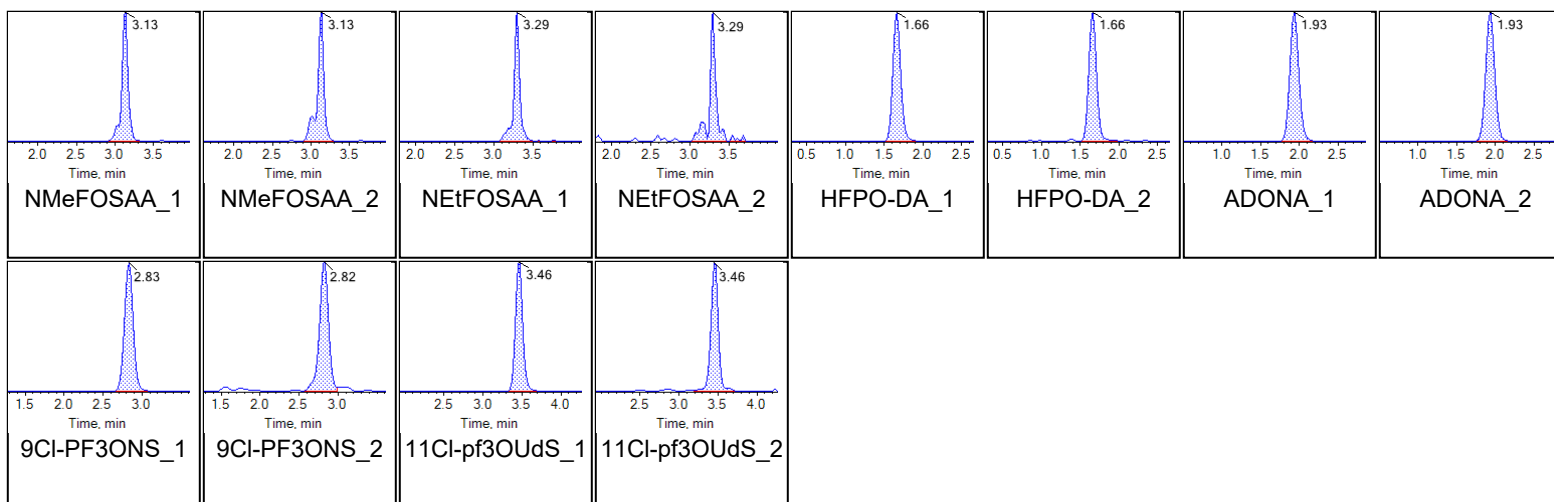 3.13 3.13 3.29 3.29 1.66 1.66 1.93 1.93
2.0 2.5 3.0 3.5 2.0 2.5 3.0 3.5 2.0 2.5 3.0 3.5 2.0 2.5 3.0 3.5 0.5 1.0 1.5 2.0 2.5 0.5 1.0 1.5 2.0 2.5 1.0 1.5 2.0 2.5 1.0 1.5 2.0 2.5
Time, min Time, min Time, min Time, min Time, min Time, min Time, min Time, min
NMeFOSAA_1 NMeFOSAA_2 NEtFOSAA_1 NEtFOSAA_2 HFPO-DA_1 HFPO-DA_2 ADONA_1 ADONA_2
2.83 2.82 3.46 3.46
1.5 2.0 2.5 3.0 1.5 2.0 2.5 3.0 2.5 3.0 3.5 4.0 2.5 3.0 3.5 4.0
Time, min Time, min Time, min Time, min
9Cl-PF3ONS_1 9Cl-PF3ONS_2 11Cl-pf3OUdS_1 11Cl-pf3OUdS_2